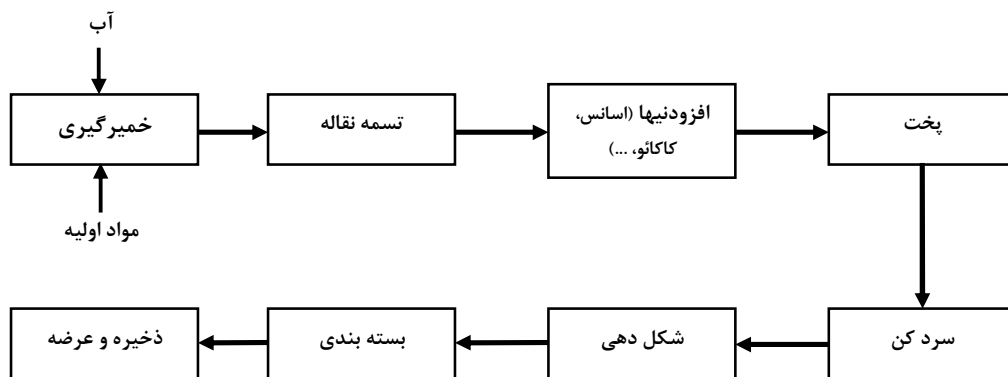 آب
خمیرگیری
تسمه نقاله
افزودنیها (اسانس،
کاکائو، ...)
پخت
مواد اولیه
سرد کن
شکل دهی
بسته بندی
ذخیره و عرضه